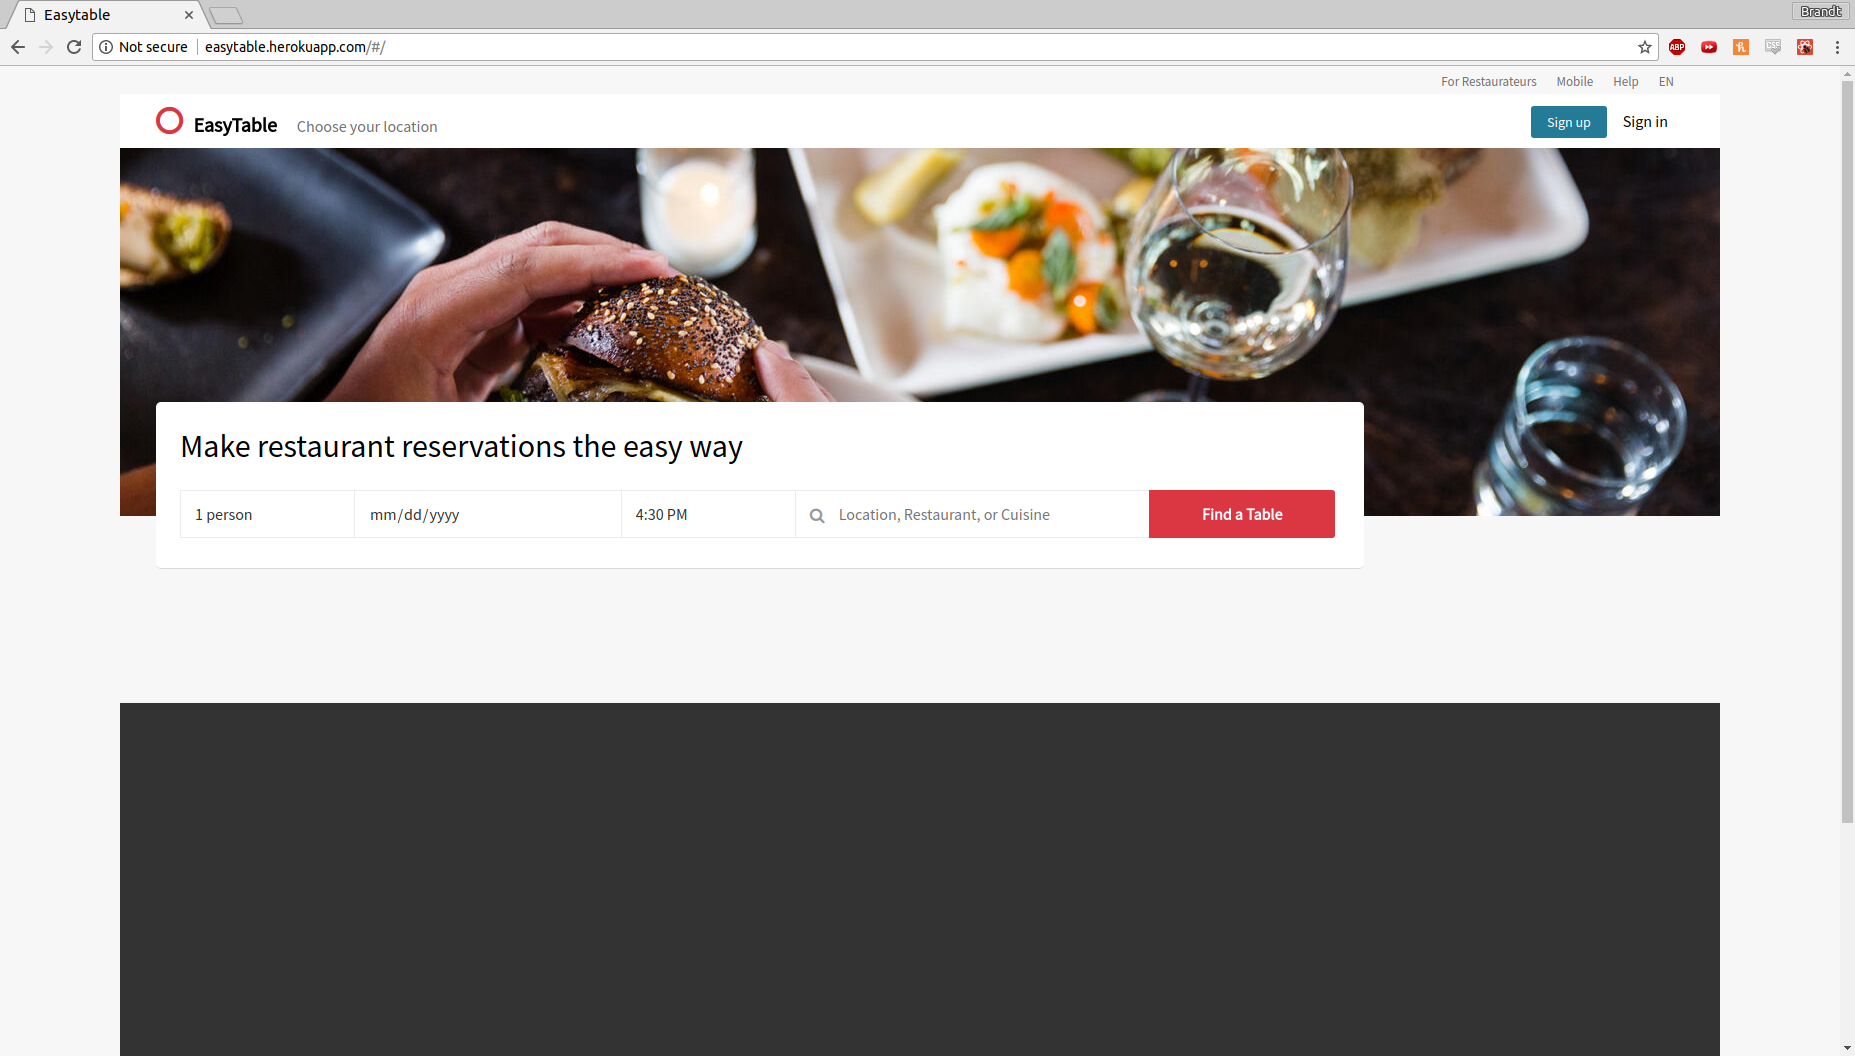 Easytable
Brandt
Not secure
easytable.herokuapp.com/#/
ABP
CSS
For Restaurateurs
Mobile
Help
EN
EasyTable
Choose your location
Sign up
Sign in
Make restaurant reservations the easy way
1 person
mm/dd/yyyy
4:30 PM
Location, Restaurant, or Cuisine
Find a Table